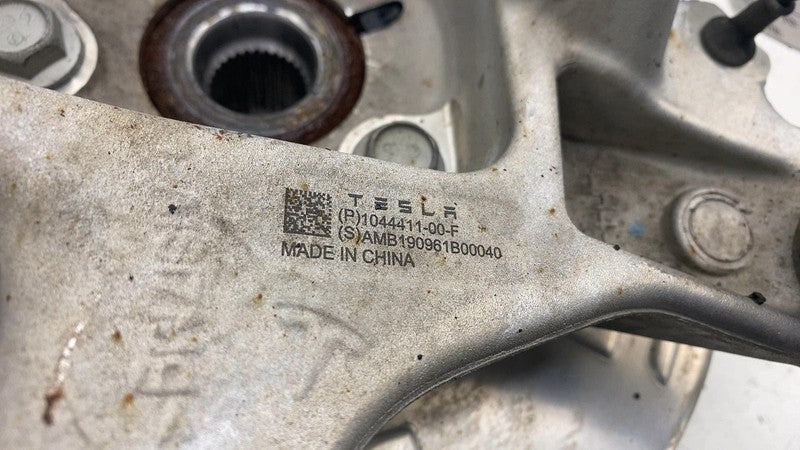 TESLA
(P)1044411-00-F
(S)AMB190961B00040
MADE IN CHINA